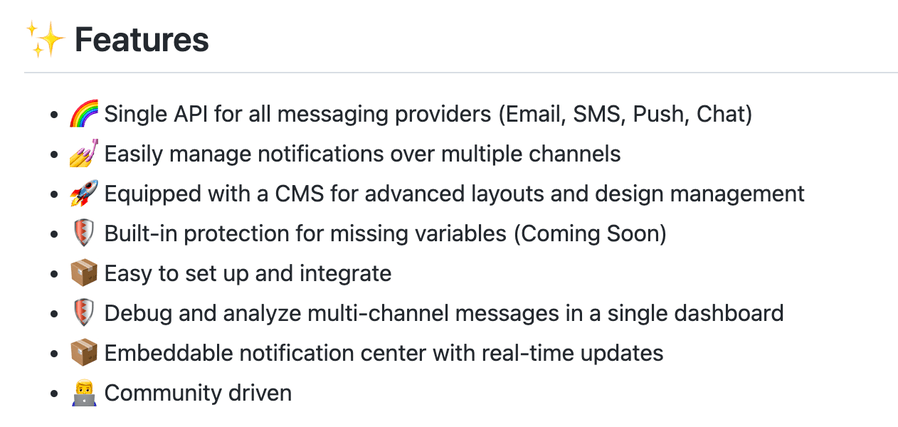 ✨ Features
🌈 Single API for all messaging providers (Email, SMS, Push, Chat)
💅 Easily manage notifications over multiple channels
🚀 Equipped with a CMS for advanced layouts and design management
🛡 Built-in protection for missing variables (Coming Soon)
📦 Easy to set up and integrate
🛡 Debug and analyze multi-channel messages in a single dashboard
📦 Embeddable notification center with real-time updates
👨‍💻 Community driven